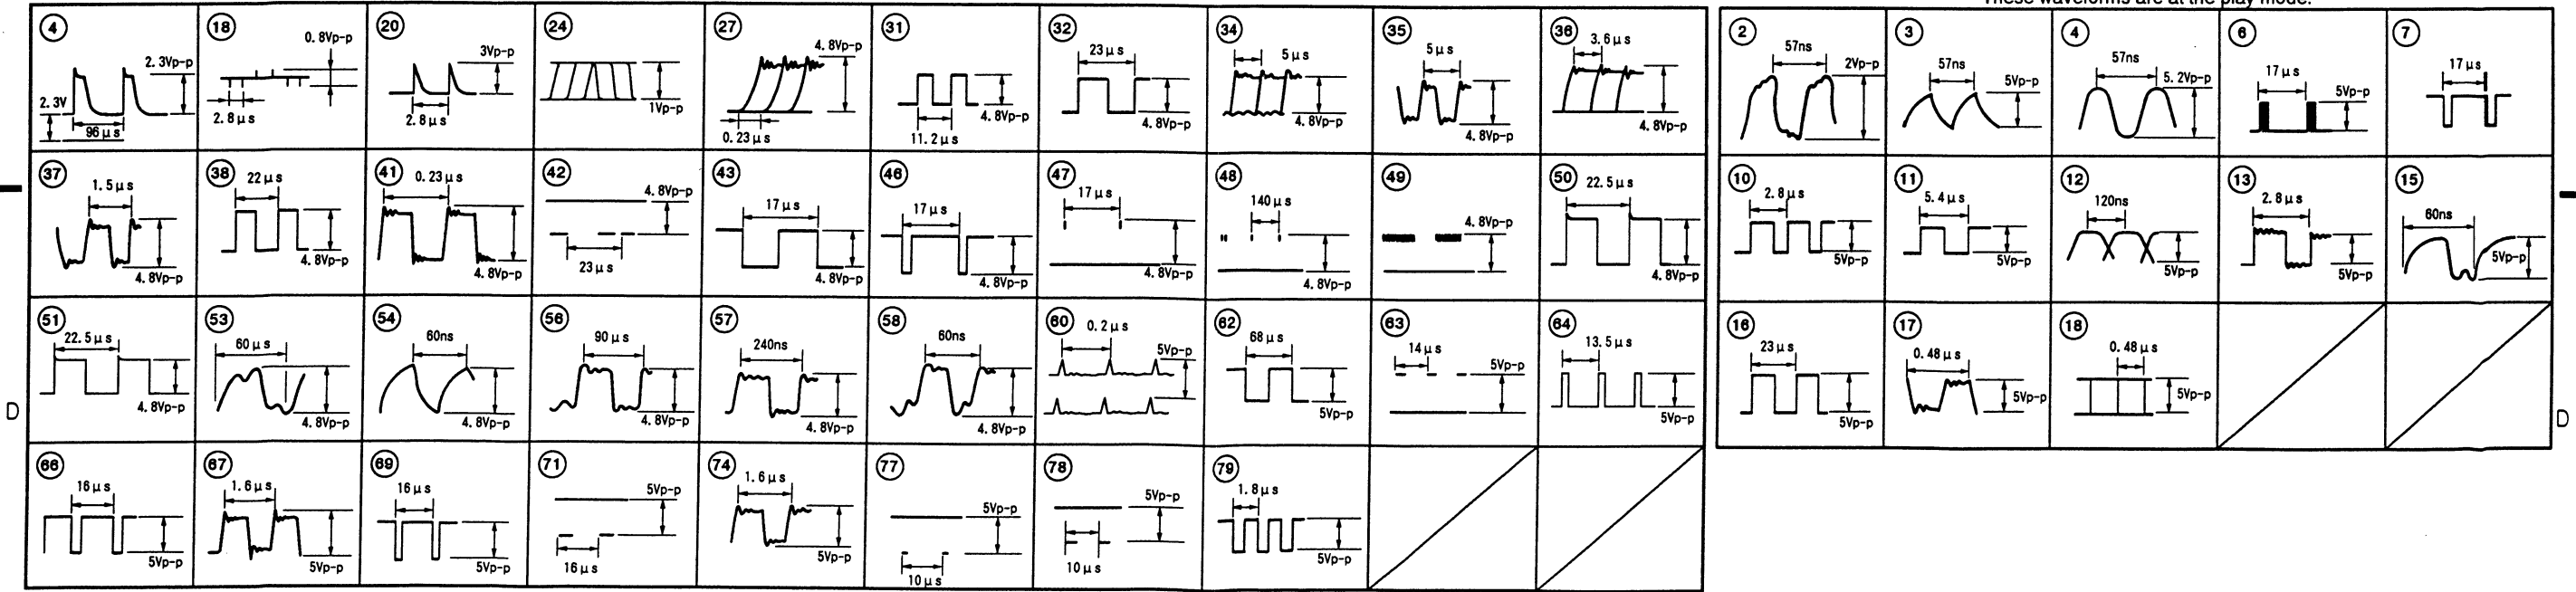 These waveforms are at the play mode.
4
2.3Vp-p
2.3V
96μs
18
0.8Vp-p
2.8μs
20
3Vp-p
2.8μs
24
1Vp-p
27
4.8Vp-p
0.23μs
31
4.8Vp-p
11.2μs
32
23μs
4.8Vp-p
34
5μs
4.8Vp-p
35
5μs
4.8Vp-p
36
3.6μs
4.8Vp-p
37
1.5μs
4.8Vp-p
38
22μs
4.8Vp-p
41
0.23μs
4.8Vp-p
42
4.8Vp-p
23μs
43
17μs
4.8Vp-p
46
17μs
4.8Vp-p
47
17μs
4.8Vp-p
48
140μs
4.8Vp-p
49
4.8Vp-p
50
22.5μs
4.8Vp-p
51
22.5μs
4.8Vp-p
53
60μs
4.8Vp-p
54
60ns
4.8Vp-p
56
90μs
4.8Vp-p
57
240ns
4.8Vp-p
58
60ns
4.8Vp-p
60
0.2μs
5Vp-p
62
68μs
5Vp-p
63
14μs
5Vp-p
64
13.5μs
5Vp-p
66
16μs
5Vp-p
67
1.6μs
5Vp-p
69
16μs
5Vp-p
71
5Vp-p
16μs
74
1.6μs
5Vp-p
77
5Vp-p
10μs
78
5Vp-p
10μs
79
1.8μs
5Vp-p
2
57ns
2Vp-p
3
57ns
5Vp-p
4
57ns
5.2Vp-p
6
17μs
5Vp-p
7
17μs
10
2.8μs
5Vp-p
11
5.4μs
5Vp-p
12
120ns
5Vp-p
13
2.8μs
5Vp-p
15
60ns
5Vp-p
16
23μs
5Vp-p
17
0.48μs
5Vp-p
18
0.48μs
5Vp-p
D
D